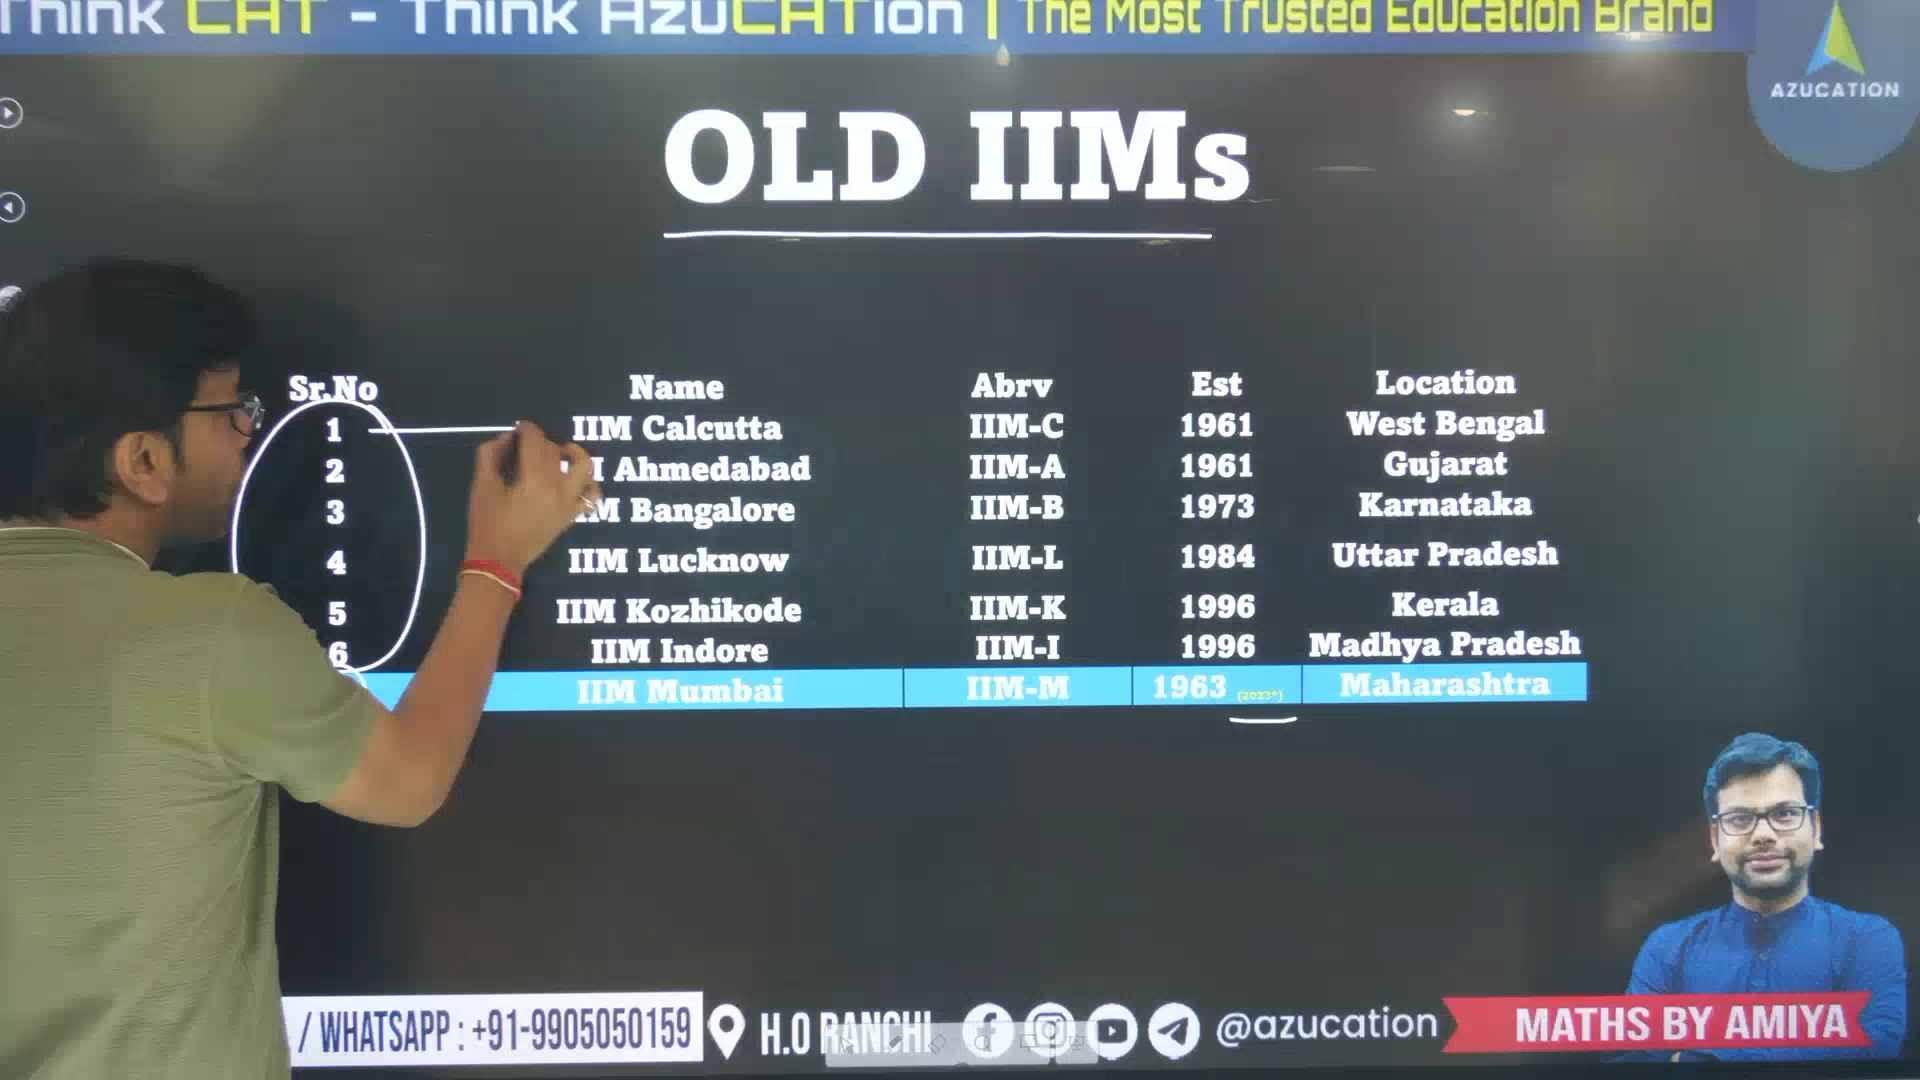 Think CAT - Think AzuCATion | The Most Trusted Education Brand
AZUCATION
OLD IIMs
Sr.No Name Abrv Est Location
1 IIM Calcutta IIM-C 1961 West Bengal
2 Ahmedabad IIM-A 1961 Gujarat
3 Bangalore IIM-B 1973 Karnataka
4 IIM Lucknow IIM-L 1984 Uttar Pradesh
5 IIM Kozhikode IIM-K 1996 Kerala
6 IIM Indore IIM-I 1996 Madhya Pradesh
IIM Mumbai IIM-M 1963 (2023*) Maharashtra
/ WHATSAPP : +91-9905050159 H.O RANCHI @azucation MATHS BY AMIYA